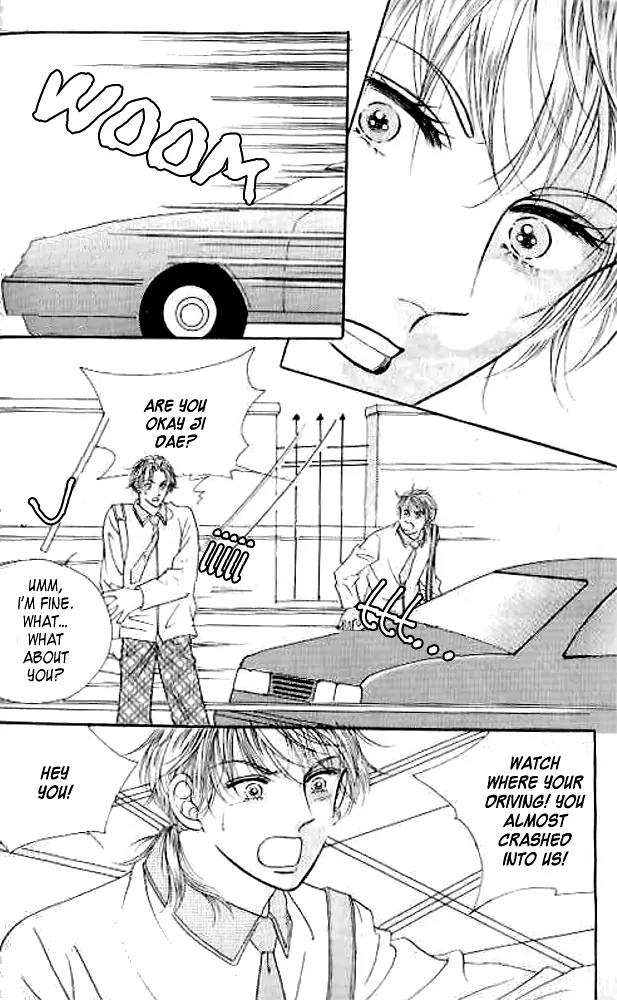 WOOM
ARE YOU
OKAY JI
DAE?
UMM,
I'M FINE.
WHAT...
WHAT
ABOUT
YOU?
ttt...
HEY
YOU!
WATCH
WHERE YOUR
DRIVING! YOU
ALMOST
CRASHED
INTO US!